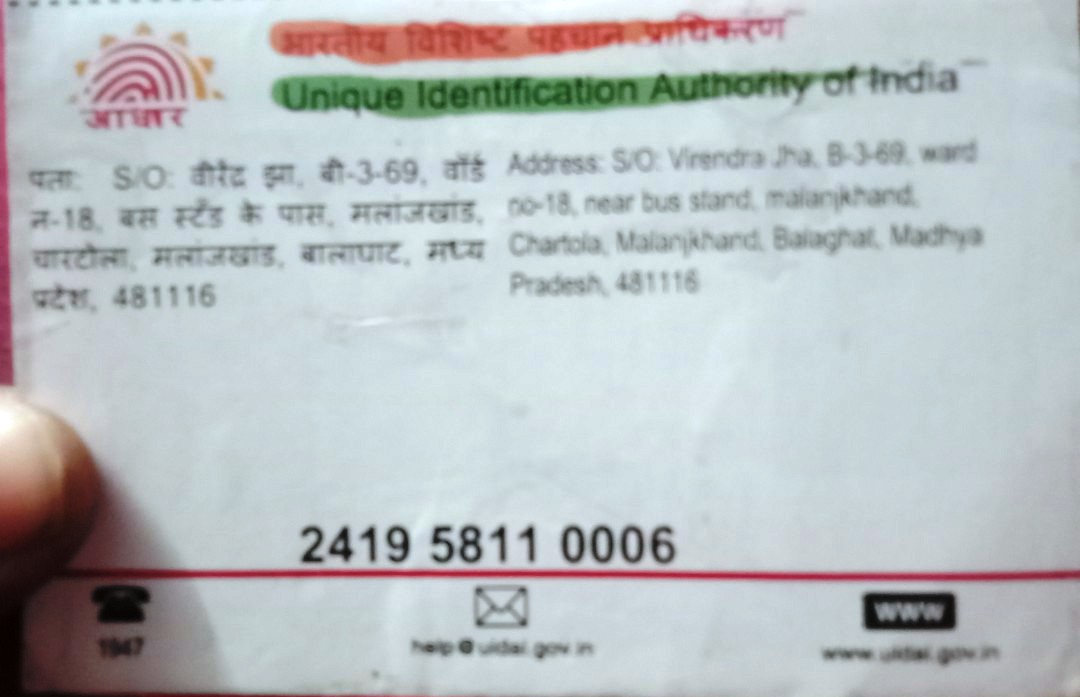 भारतीय विशिष्ट पहचान प्राधिकरण
Unique Identification Authority of India
आधार
पता: S/O: वीरेंद्र झा, बी-3-69, वॉर्ड
न-18, बस स्टैंड के पास, मलांजखंड,
चारटोला, मलांजखंड, बालाघाट, मध्य
प्रदेश, 481116
Address: S/O: Virendra Jha, B-3-69, ward
no-18, near bus stand, malanjkhand,
Chartola, Malanjkhand, Balaghat, Madhya
Pradesh, 481116
2419 5811 0006
1947
help@uidai.gov.in
WWW
www.uidai.gov.in